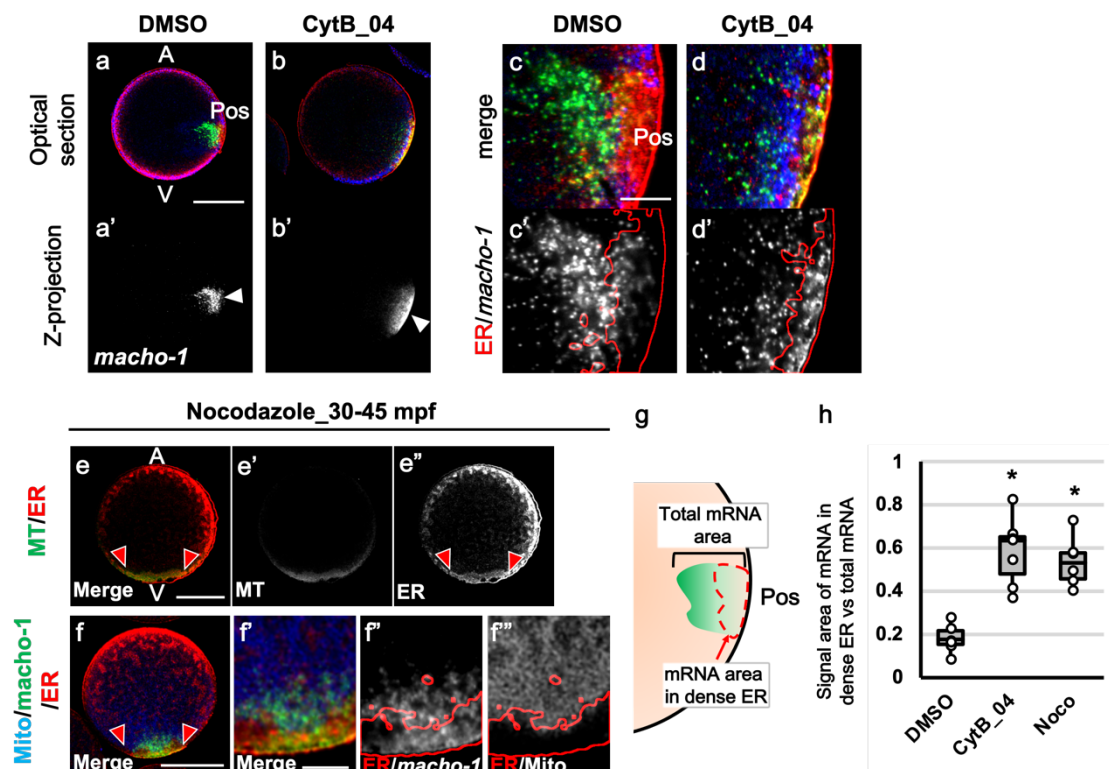 DMSO
CytB_04
DMSO
CytB_04
Optical
section
a
A
Pos
V
b
merge
c
Pos
d
Z-projection
a'
macho-1
b'
ER/macho-1
c'
d'
Nocodazole_30-45 mpf
MT/ER
e
A
V
Merge
e'
MT
e"
ER
Mito/macho-1
/ER
f
Merge
f'
Merge
f"
ER/macho-1
f'"
ER/Mito
g
Total mRNA
area
Pos
mRNA area
in dense ER
h
Signal area of mRNA in
dense ER vs total mRNA
1
0.8
0.6
0.4
0.2
0
*
*
DMSO
CytB_04
Noco